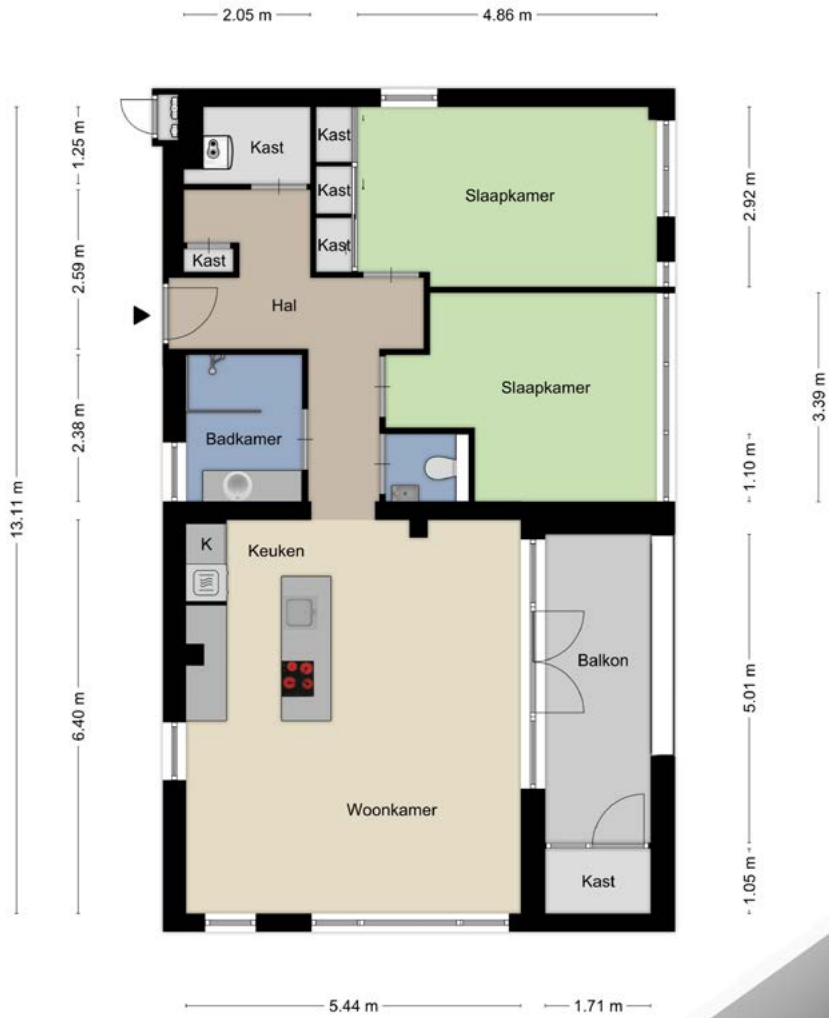 2.05 m
4.86 m
1.25 m
2.59 m
2.38 m
13.11 m
6.40 m
Kast
Kast
Kast
Kast
Kast
Slaapkamer
2.92 m
Hal
Slaapkamer
3.39 m
Badkamer
1.10 m
K
Keuken
Balkon
5.01 m
Woonkamer
Kast
1.05 m
5.44 m
1.71 m